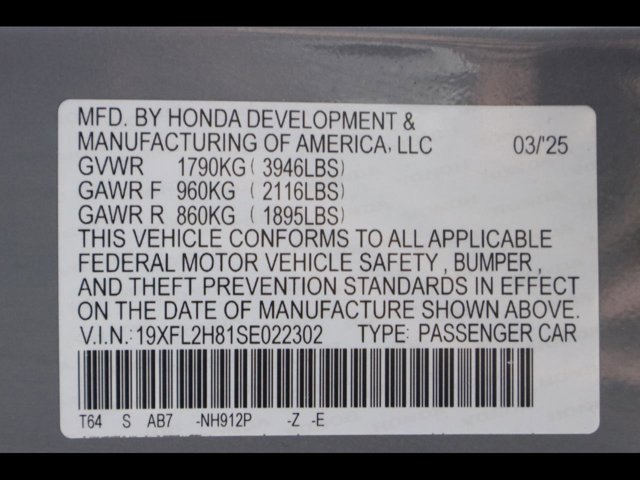 MFD. BY HONDA DEVELOPMENT &
MANUFACTURING OF AMERICA, LLC 03/'25
GVWR 1790KG ( 3946LBS)
GAWR F 960KG ( 2116LBS)
GAWR R 860KG ( 1895LBS)
THIS VEHICLE CONFORMS TO ALL APPLICABLE
FEDERAL MOTOR VEHICLE SAFETY , BUMPER ,
AND THEFT PREVENTION STANDARDS IN EFFECT
ON THE DATE OF MANUFACTURE SHOWN ABOVE.
V.I.N.: 19XFL2H81SE022302 TYPE: PASSENGER CAR
T64 S AB7 -NH912P -Z -E